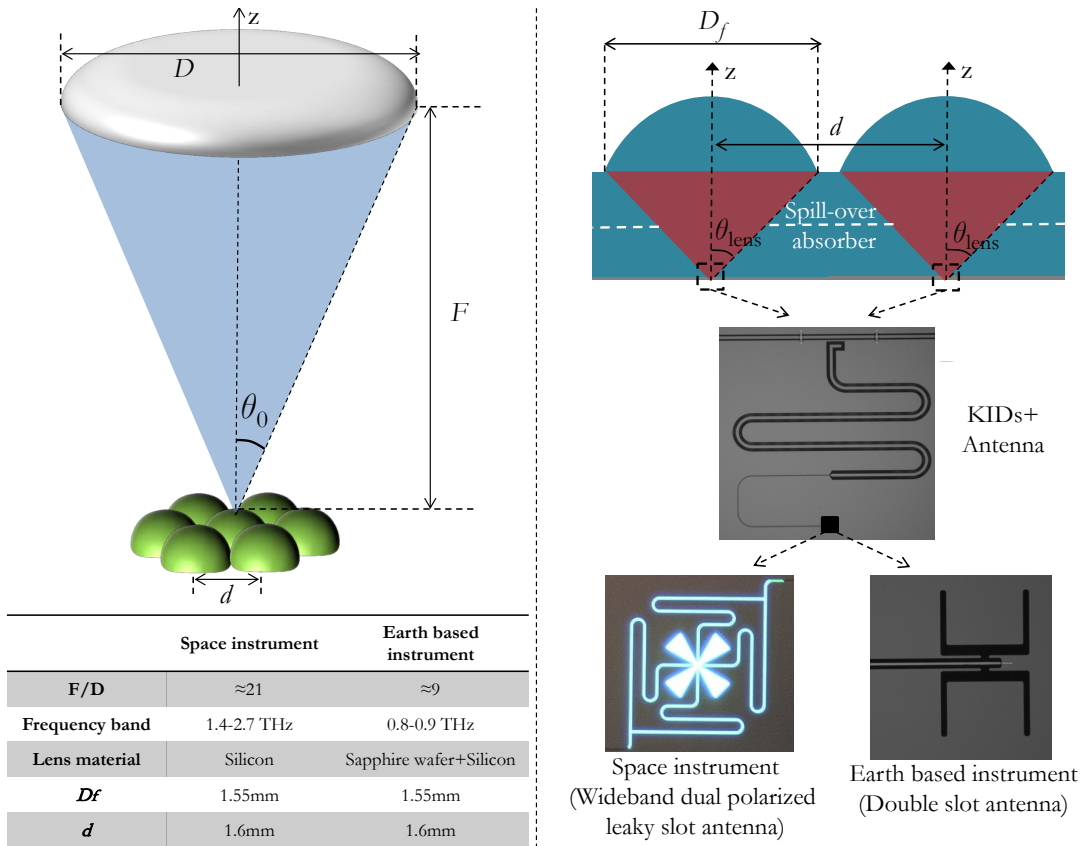 z
D
F
θ0
d
Space instrument
Earth based
instrument
F/D
≈21
≈9
Frequency band
1.4-2.7 THz
0.8-0.9 THz
Lens material
Silicon
Sapphire wafer+Silicon
Df
1.55mm
1.55mm
d
1.6mm
1.6mm
Df
z
z
d
Spill-over
absorber
θlens
θlens
KIDs+
Antenna
Space instrument
(Wideband dual polarized
leaky slot antenna)
Earth based instrument
(Double slot antenna)